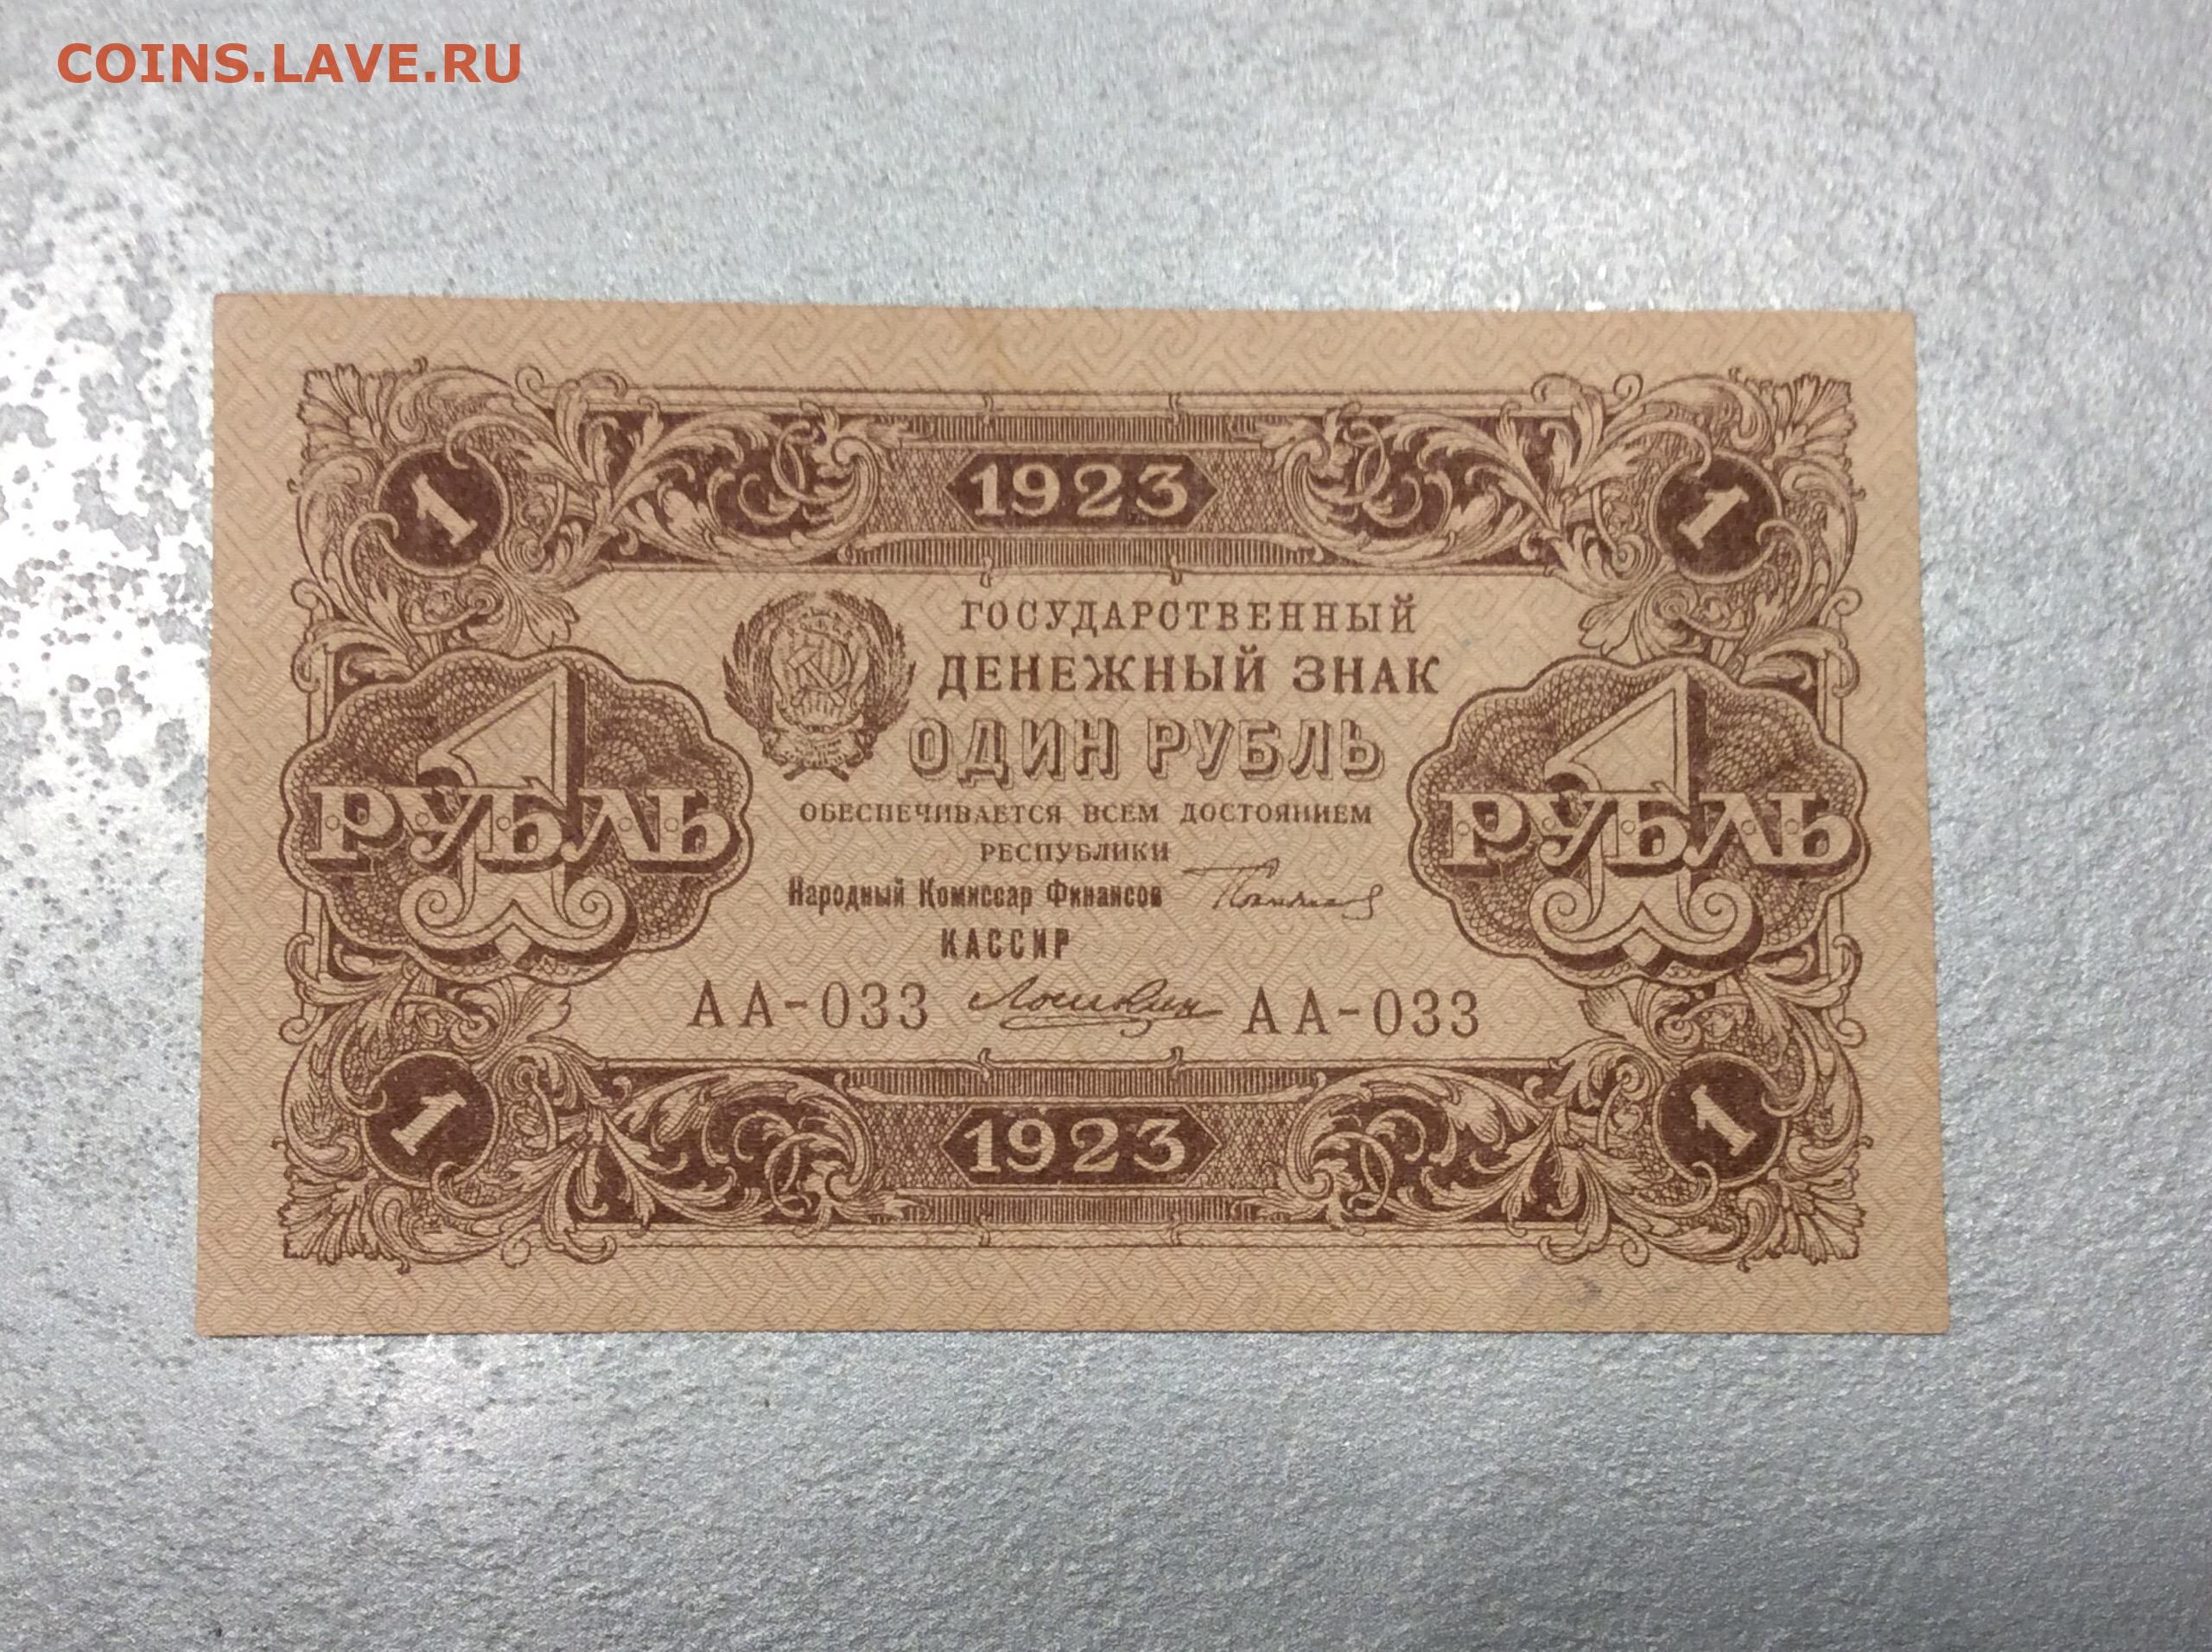 COINS.LAVE.RU
1 1923 1
ГОСУДАРСТВЕННЫЙ
ДЕНЕЖНЫЙ ЗНАК
ОДИН РУБЛЬ
1 РУБЛЬ
1 РУБЛЬ
ОБЕСПЕЧИВАЕТСЯ ВСЕМ ДОСТОЯНИЕМ
РЕСПУБЛИКИ
Народный Комиссар Финансов
КАССИР
АА-033 АА-033
1 1923 1